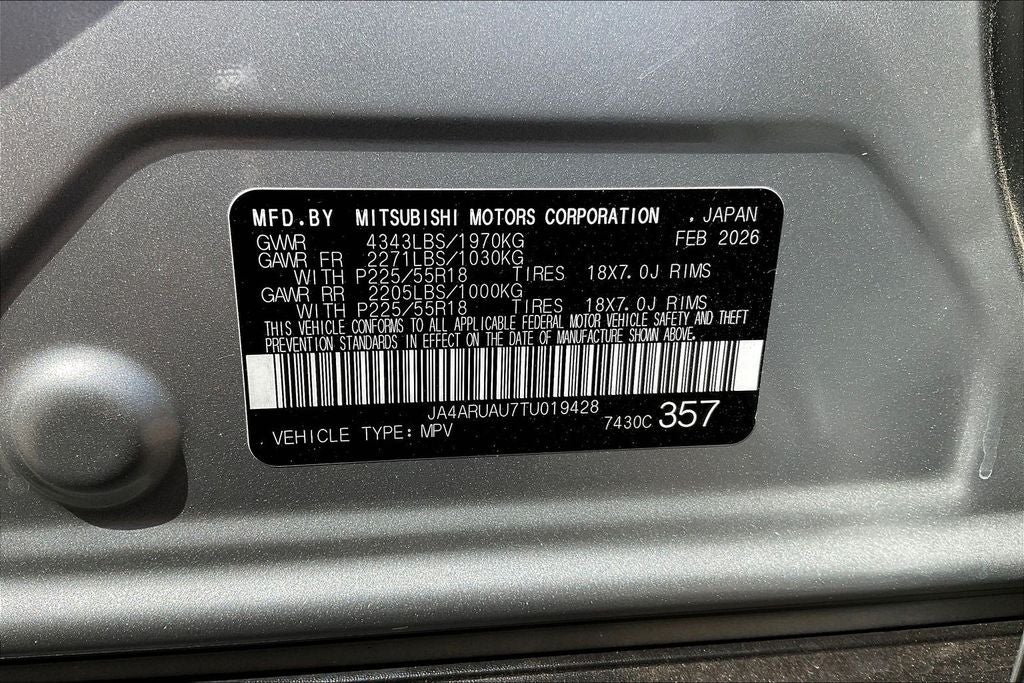 MFD.BY MITSUBISHI MOTORS CORPORATION . JAPAN
GVWR 4343LBS/1970KG FEB 2026
GAWR FR 2271LBS/1030KG
WITH P225/55R18 TIRES 18X7.0J RIMS
GAWR RR 2205LBS/1000KG
WITH P225/55R18 TIRES 18X7.0J RIMS
THIS VEHICLE CONFORMS TO ALL APPLICABLE FEDERAL MOTOR VEHICLE SAFETY AND THEFT
PREVENTION STANDARDS IN EFFECT ON THE DATE OF MANUFACTURE SHOWN ABOVE.
JA4ARUAU7TU019428
. VEHICLE TYPE: MPV 7430C 357